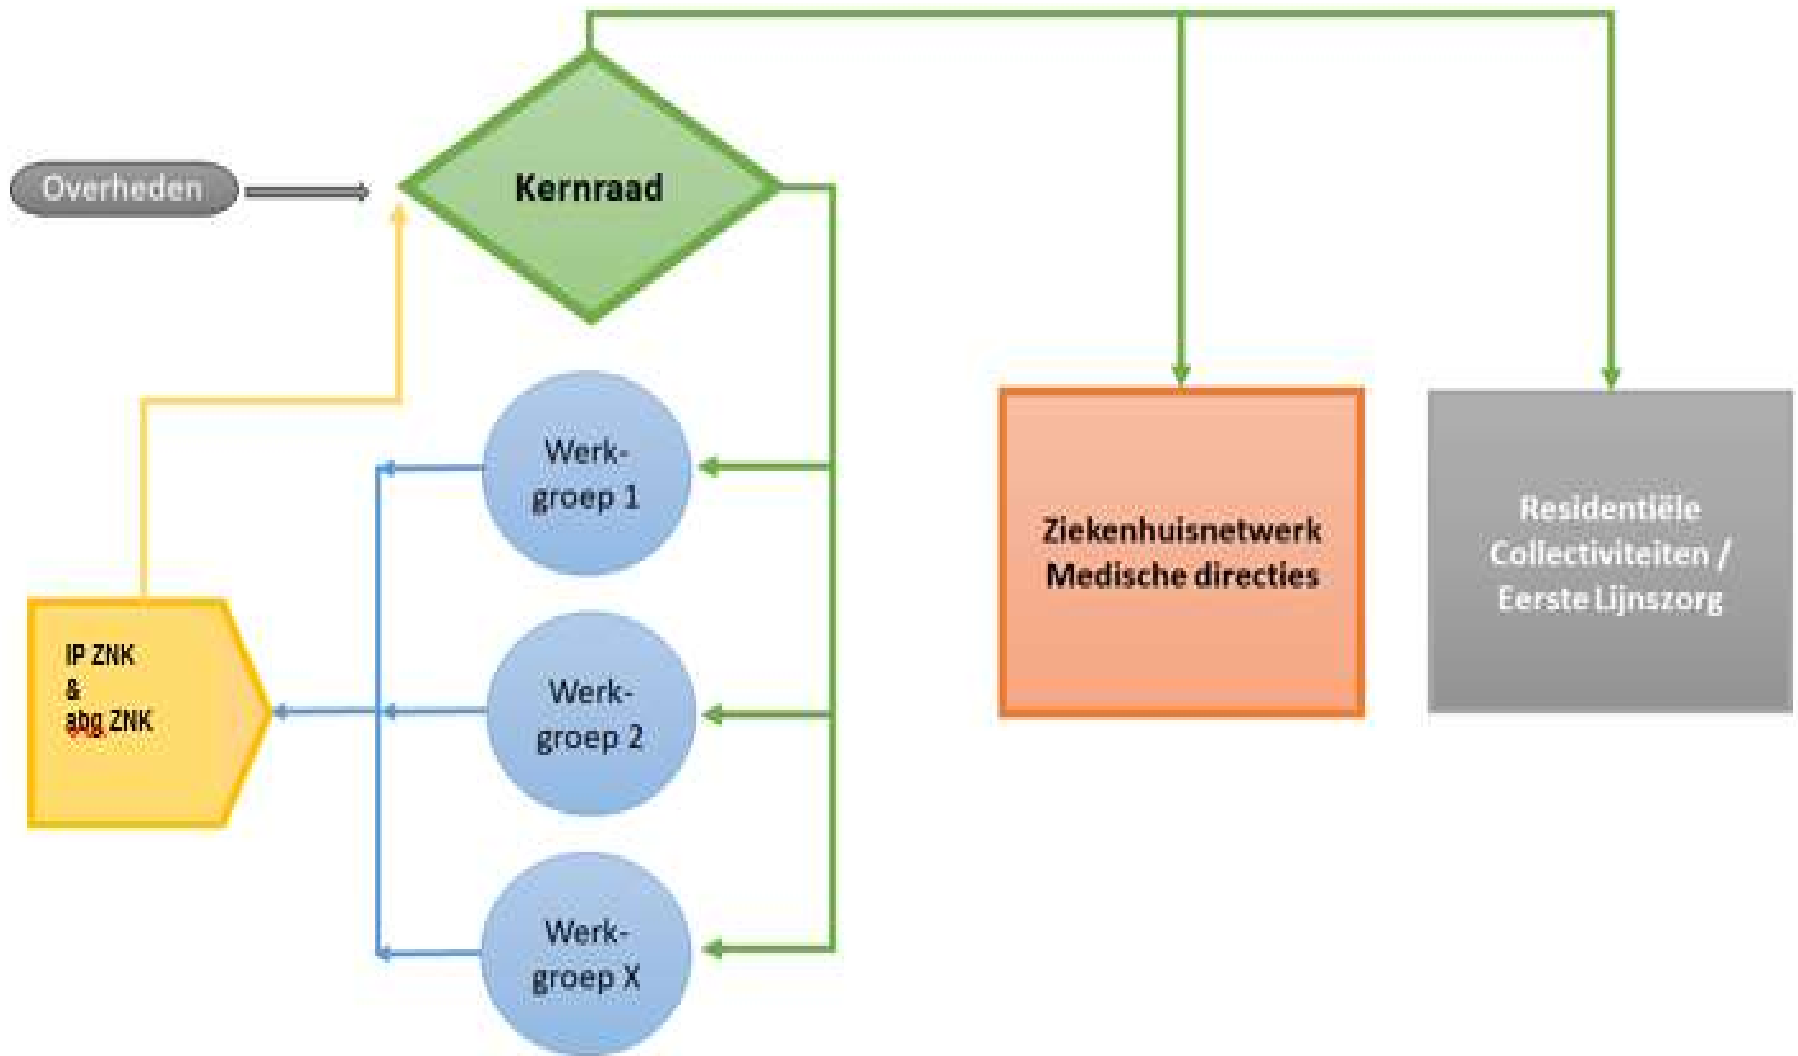 Overheden
Kernraad
Werk-
groep 1
Werk-
groep 2
Werk-
groep X
IP ZNK
&
abg ZNK
Ziekenhuisnetwerk
Medische directies
Residentiële
Collectiviteiten /
Eerste Lijnszorg